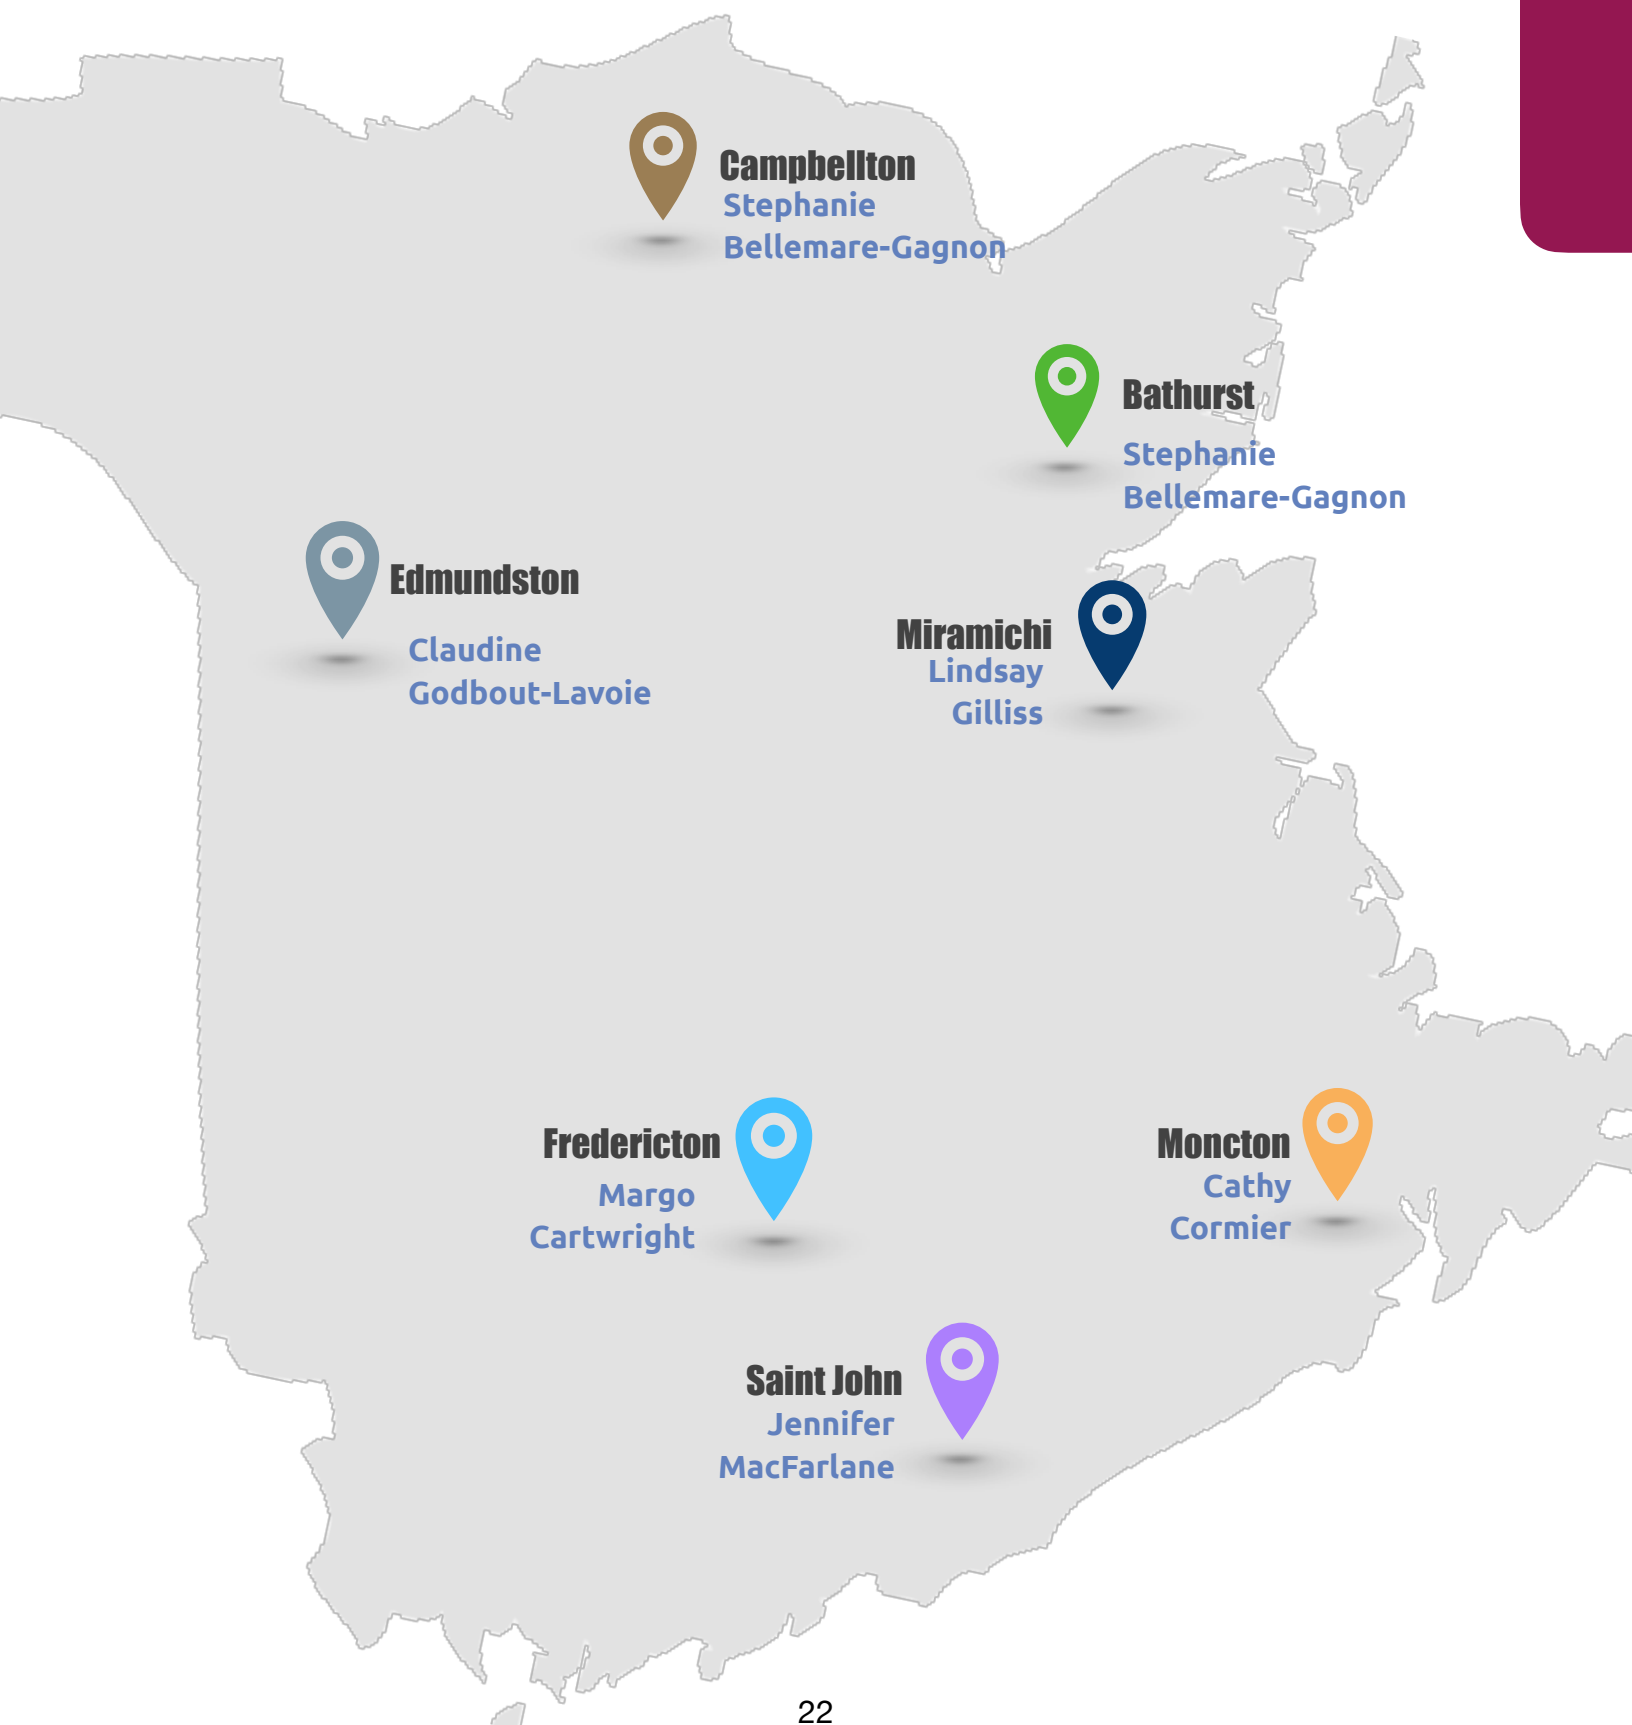 Campbellton
Stephanie
Bellemare-Gagnon
Bathurst
Stephanie
Bellemare-Gagnon
Edmundston
Claudine
Godbout-Lavoie
Miramichi
Lindsay
Gilliss
Fredericton
Margo
Cartwright
Moncton
Cathy
Cormier
Saint John
Jennifer
MacFarlane
22